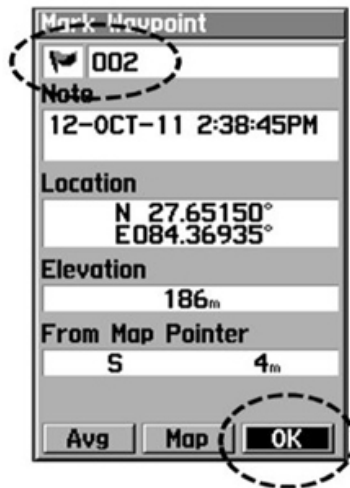 Mark Waypoint
002
Note
12-OCT-11 2:38:45PM
Location
N 27.65150°
E084.36935°
Elevation
186m
From Map Pointer
S 4m
Avg Map OK